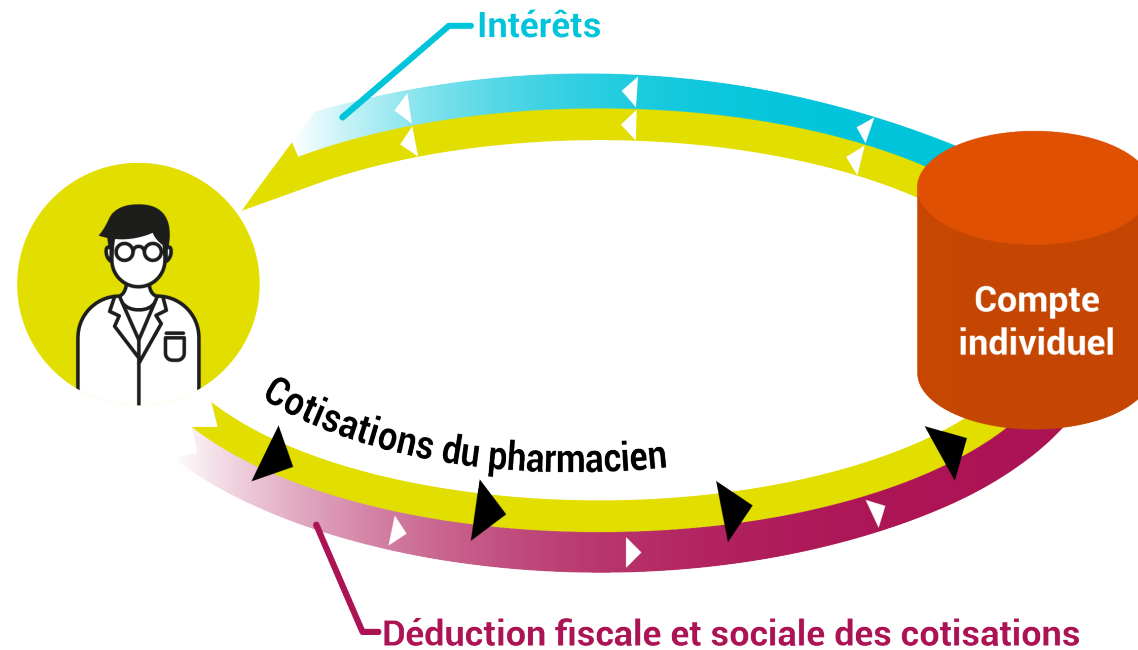 Intérêts
Compte
individuel
Cotisations du pharmacien
Déduction fiscale et sociale des cotisations